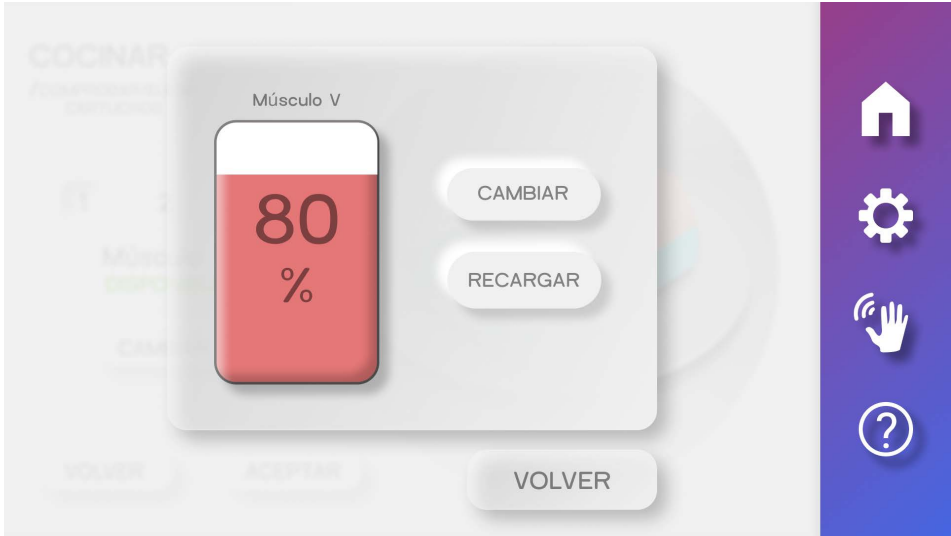 COCINAR
Músculo V
80
%
CAMBIAR
RECARGAR
VOLVER
VOLVER
ACEPTAR